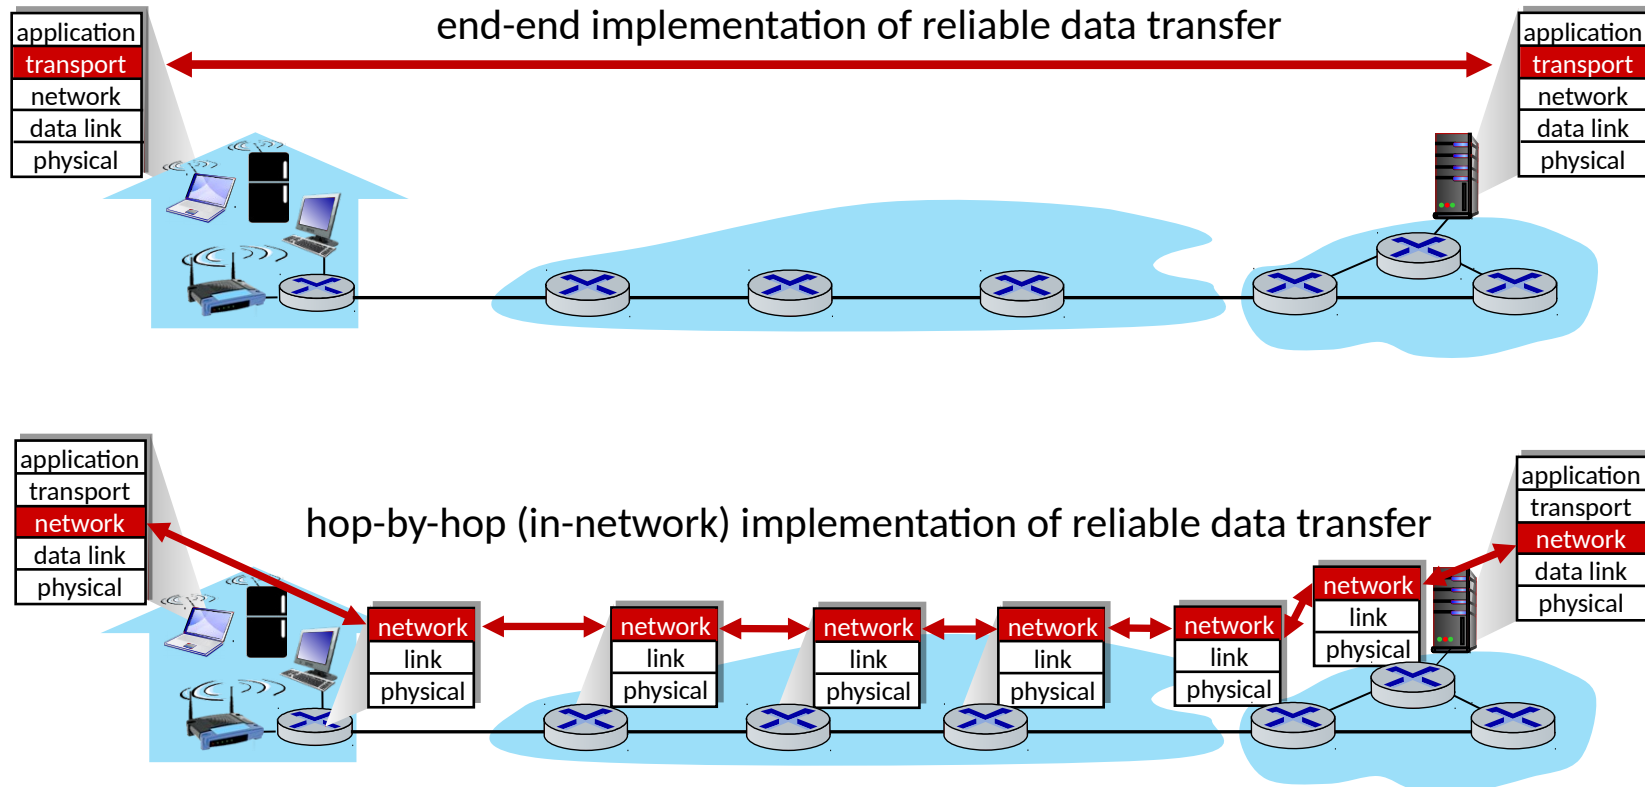 end-end implementation of reliable data transfer
application
transport
network
data link
physical
application
transport
network
data link
physical
application
transport
network
data link
physical
hop-by-hop (in-network) implementation of reliable data transfer
network
link
physical
network
link
physical
network
link
physical
network
link
physical
network
link
physical
network
link
physical
application
transport
network
data link
physical